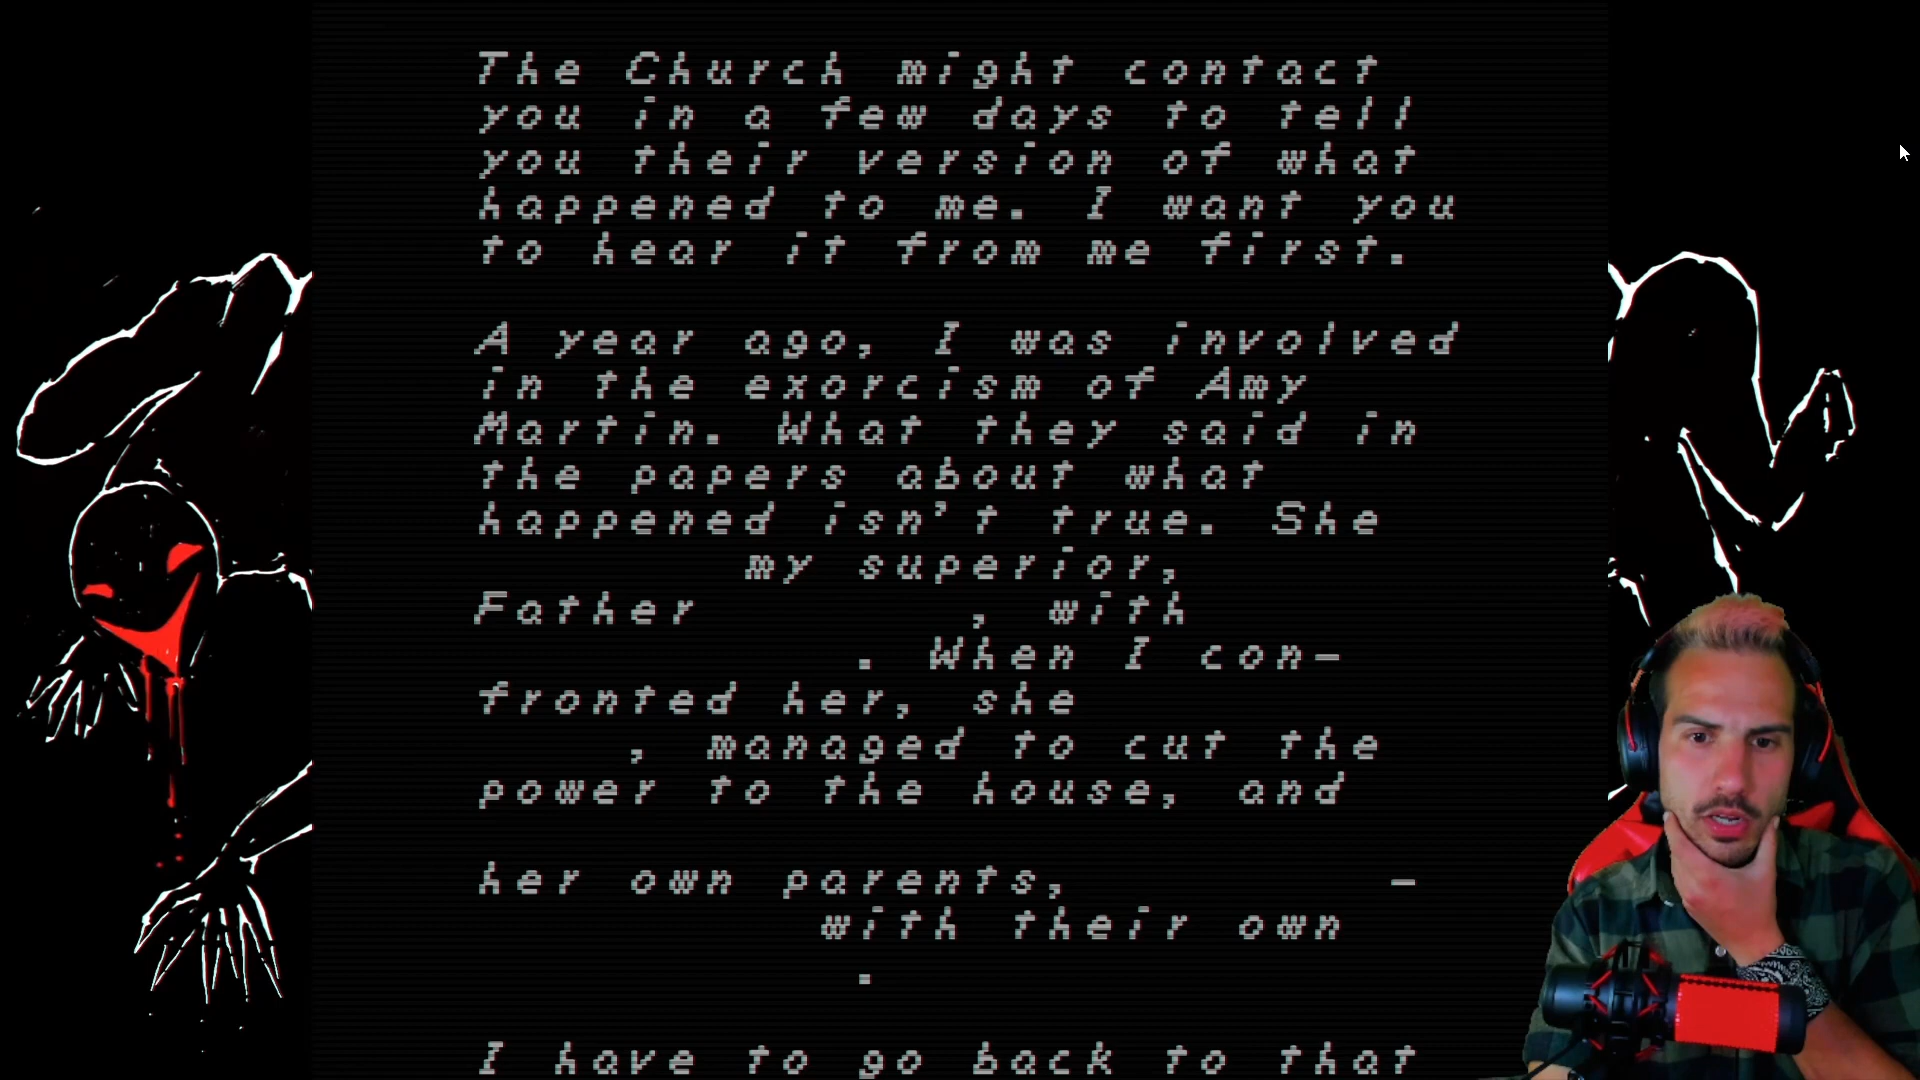 The Church might contact
you in a few days to tell
you their version of what
happened to me. I want you
to hear it from me first.
A year ago, I was involved
in the exorcism of Amy
Martin. What they said in
the papers about what
happened isn't true. She
my superior,
Father , with
. When I con-
fronted her, she
, managed to cut the
power to the house, and
her own parents, -
with their own
.
I have to go back to that